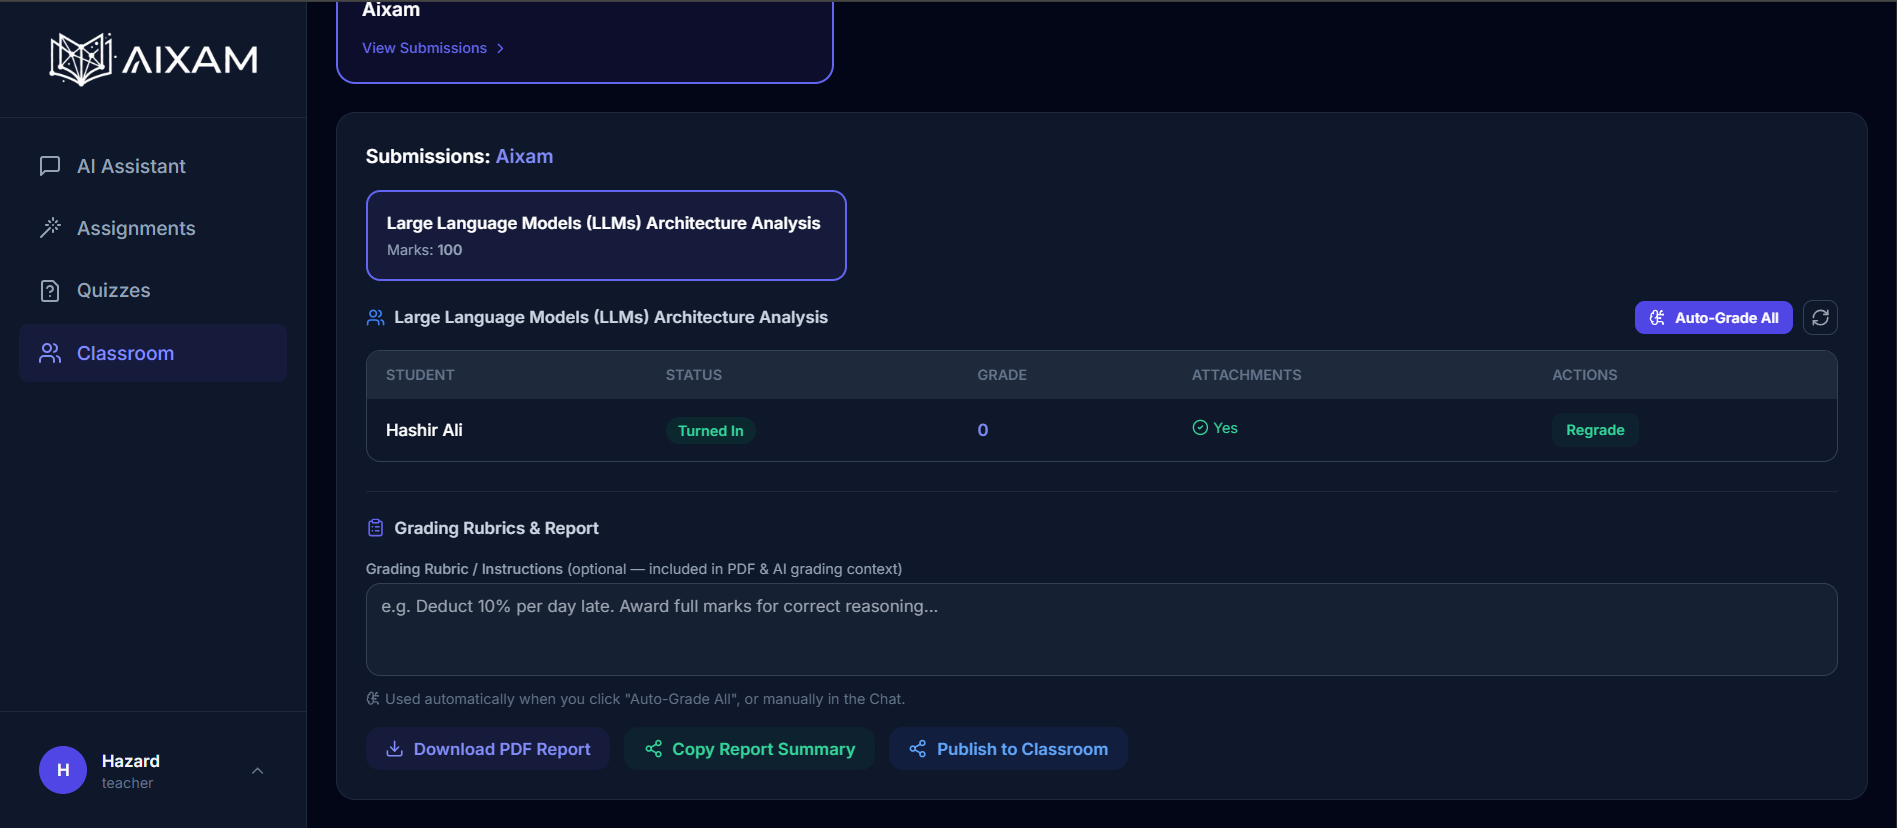 Aixam
View Submissions
AIXAM
AI Assistant
Assignments
Quizzes
Classroom
Submissions: Aixam
Large Language Models (LLMs) Architecture Analysis
Marks: 100
Large Language Models (LLMs) Architecture Analysis
Auto-Grade All
STUDENT STATUS GRADE ATTACHMENTS ACTIONS
Hashir Ali Turned In 0 Yes Regrade
Grading Rubrics & Report
Grading Rubric / Instructions (optional — included in PDF & AI grading context)
e.g. Deduct 10% per day late. Award full marks for correct reasoning...
Used automatically when you click "Auto-Grade All", or manually in the Chat.
Download PDF Report Copy Report Summary Publish to Classroom
H
Hazard
teacher